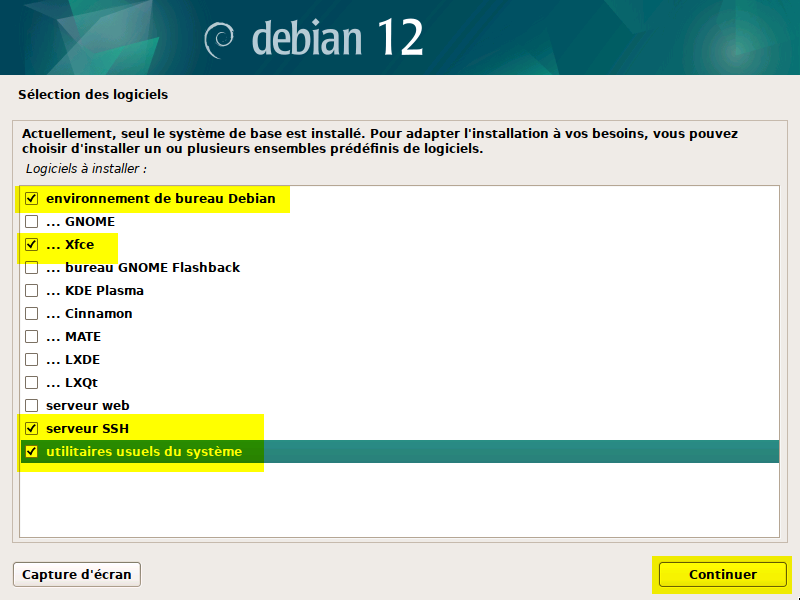 debian 12
Sélection des logiciels
Actuellement, seul le système de base est installé. Pour adapter l'installation à vos besoins, vous pouvez
choisir d'installer un ou plusieurs ensembles prédéfinis de logiciels.
Logiciels à installer :
environnement de bureau Debian
... GNOME
... Xfce
... bureau GNOME Flashback
... KDE Plasma
... Cinnamon
... MATE
... LXDE
... LXQt
serveur web
serveur SSH
utilitaires usuels du système
Capture d'écran
Continuer